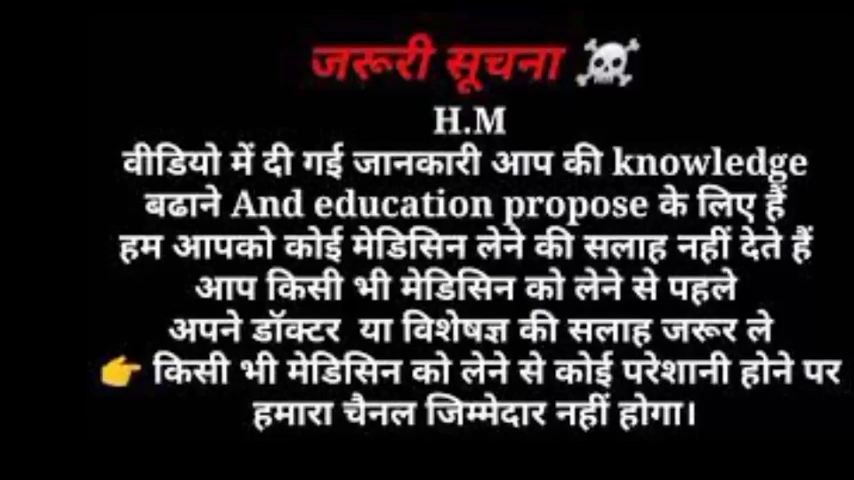 जरूरी सूचना ☠️
H.M
वीडियो में दी गई जानकारी आप की knowledge
बढाने And education propose के लिए हैं
हम आपको कोई मेडिसिन लेने की सलाह नहीं देते हैं
आप किसी भी मेडिसिन को लेने से पहले
अपने डॉक्टर या विशेषज्ञ की सलाह जरूर ले
👉 किसी भी मेडिसिन को लेने से कोई परेशानी होने पर
हमारा चैनल जिम्मेदार नहीं होगा।